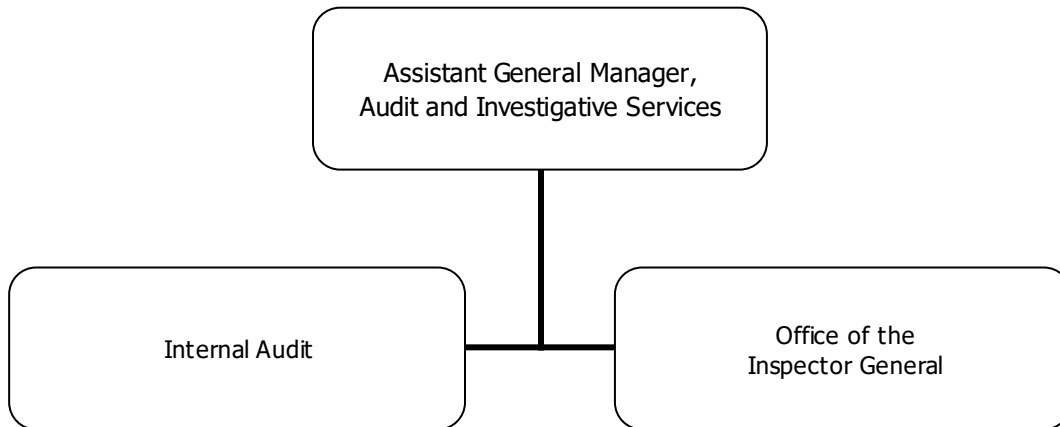 Assistant General Manager,
Audit and Investigative Services
Internal Audit
Office of the
Inspector General